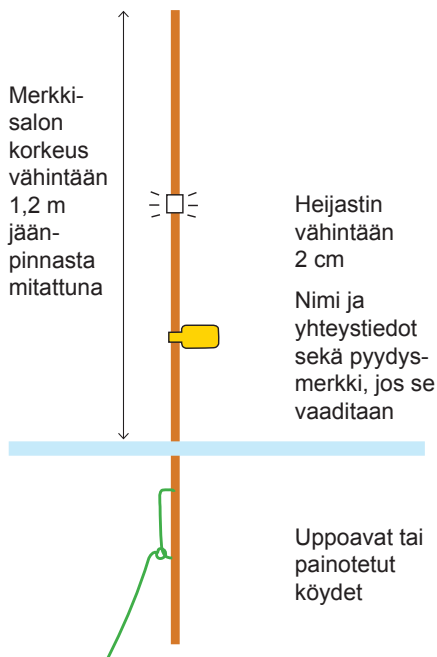 Merkki-
salon
korkeus
vähintään
1,2 m
jään-
pinnasta
mitattuna
Heijastin
vähintään
2 cm
Nimi ja
yhteystiedot
sekä pyydys-
merkki, jos se
vaaditaan
Uppoavat tai
painotetut
köydet